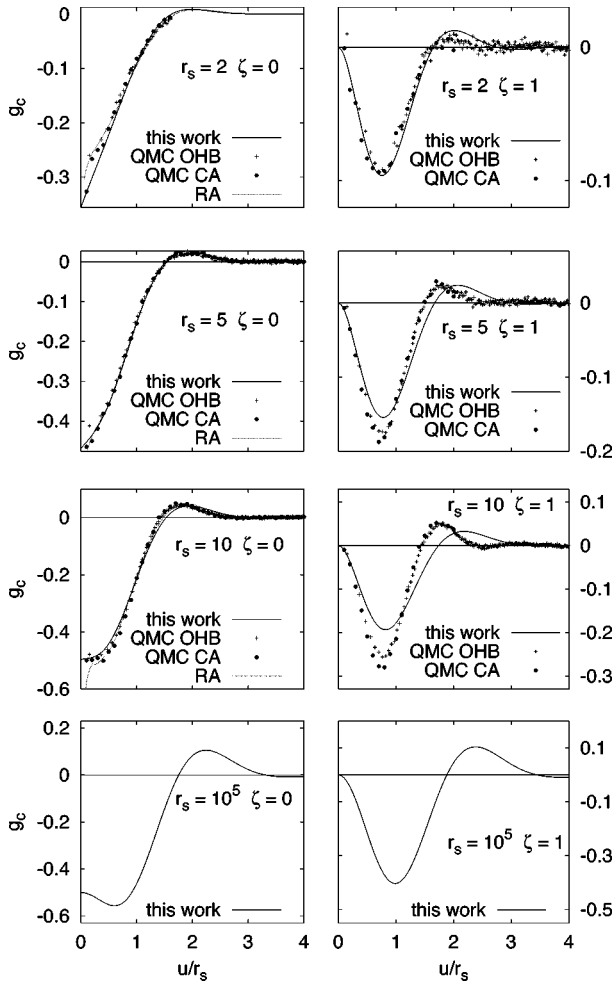 0
-0.1
-0.2
-0.3
g_c
r_s = 2 ζ = 0
this work
QMC OHB
QMC CA
RA
0
-0.1
r_s = 2 ζ = 1
this work
QMC OHB
QMC CA
0
-0.1
-0.2
-0.3
-0.4
g_c
r_s = 5 ζ = 0
this work
QMC OHB
QMC CA
RA
0
-0.1
-0.2
r_s = 5 ζ = 1
this work
QMC OHB
QMC CA
0
-0.2
-0.4
-0.6
g_c
r_s = 10 ζ = 0
this work
QMC OHB
QMC CA
RA
0.1
0
-0.1
-0.2
-0.3
r_s = 10 ζ = 1
this work
QMC OHB
QMC CA
0.2
0
-0.2
-0.4
-0.6
g_c
r_s = 10^5 ζ = 0
this work
0 1 2 3 4
u/r_s
0.1
-0.1
-0.3
-0.5
r_s = 10^5 ζ = 1
this work
0 1 2 3 4
u/r_s